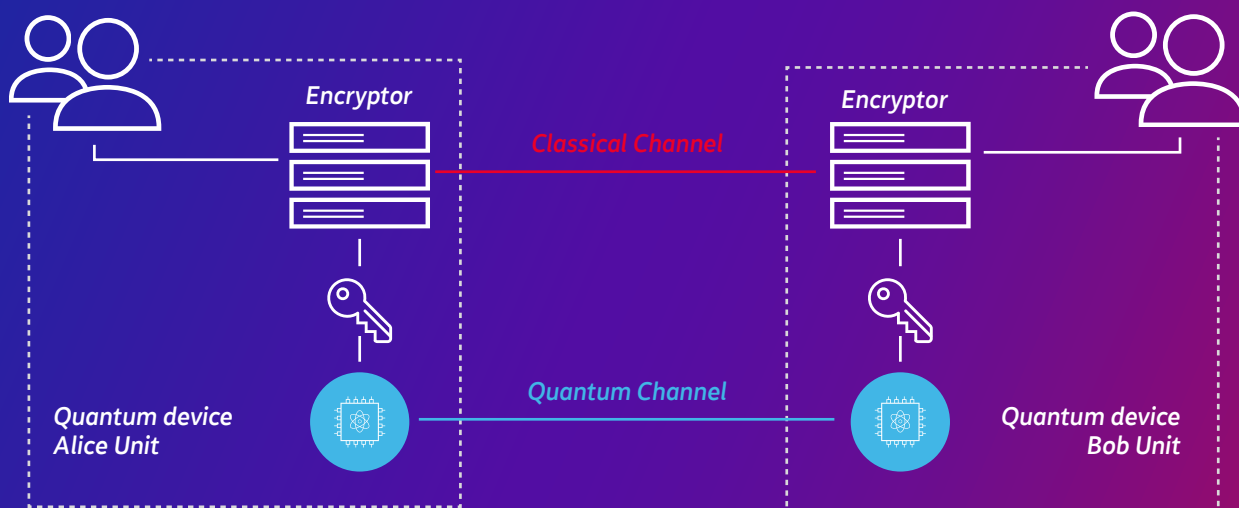 Encryptor
Encryptor
Classical Channel
Quantum Channel
Quantum device
Alice Unit
Quantum device
Bob Unit